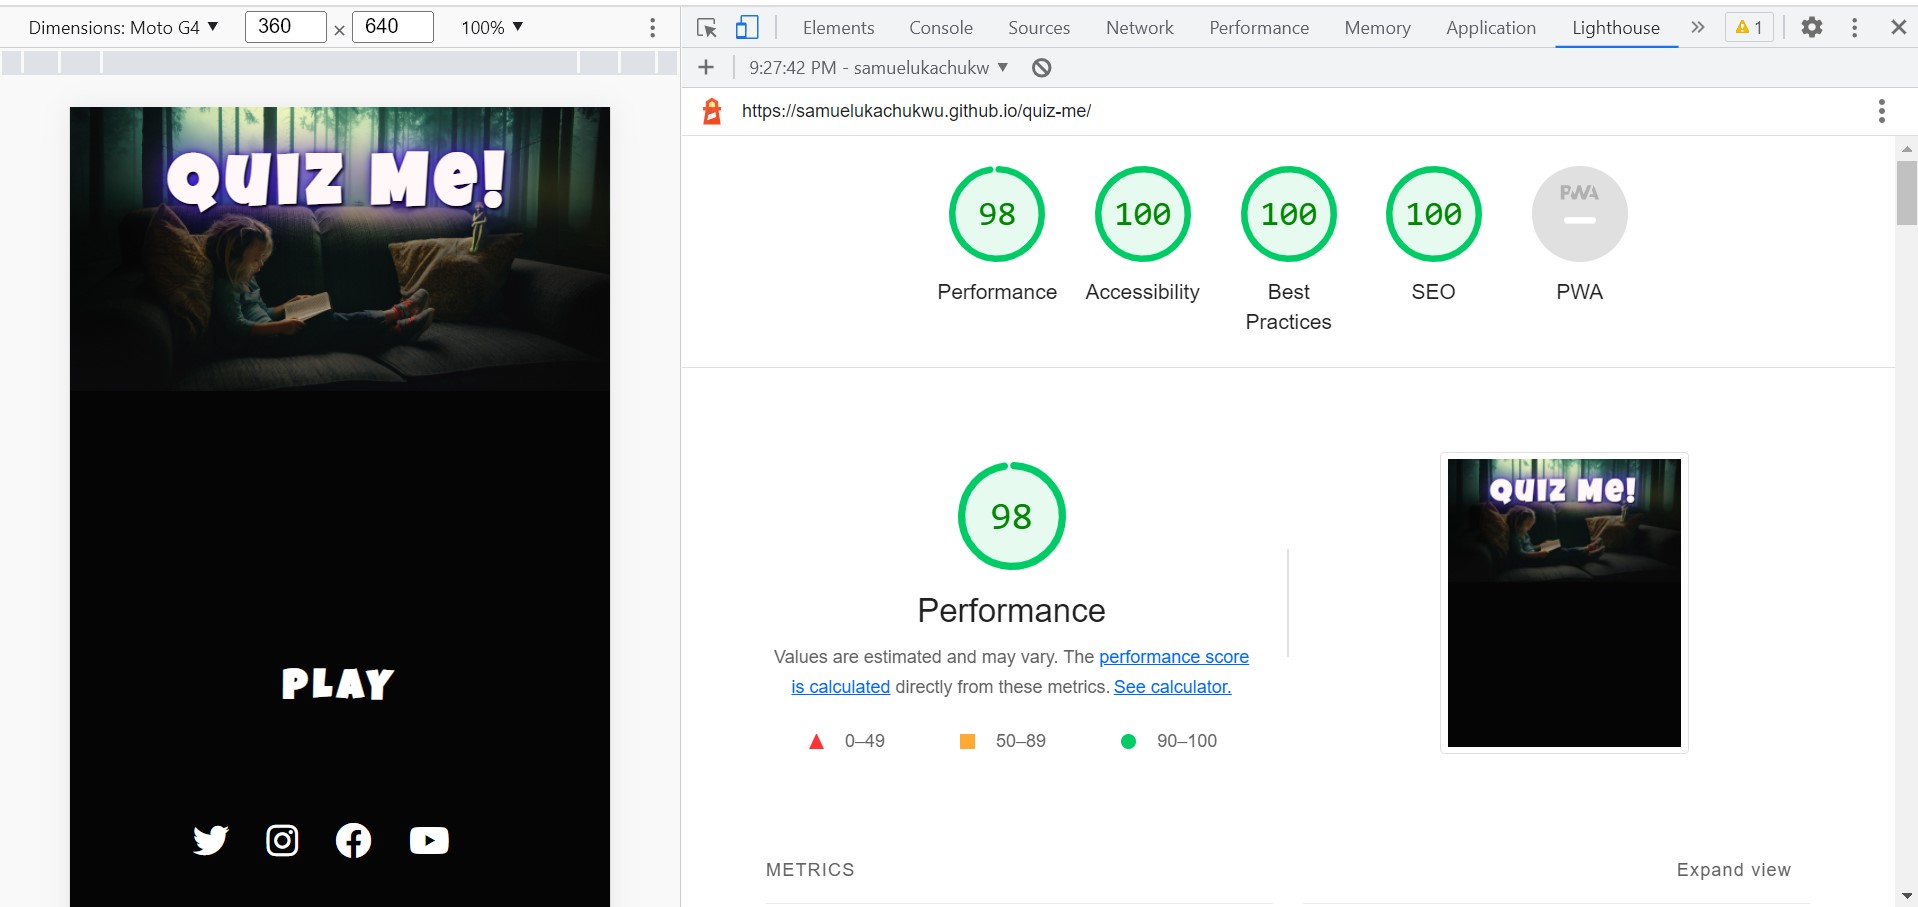 Dimensions: Moto G4 ▼ 360 × 640 100% ▼
Elements Console Sources Network Performance Memory Application Lighthouse » 1
+ 9:27:42 PM - samuelukachukw ▼
https://samuelukachukwu.github.io/quiz-me/
QUIZ Me!
PLAY
98 100 100 100 PWA
Performance Accessibility Best Practices SEO PWA
98
Performance
Values are estimated and may vary. The performance score
is calculated directly from these metrics. See calculator.
0–49 50–89 90–100
QUIZ Me!
METRICS Expand view